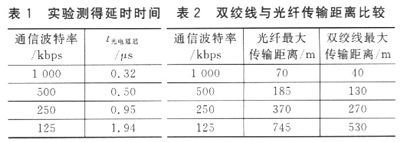 表1 实验测得延时时间
通信波特率/kbps t光电延迟/μs
1 000 0.32
500 0.50
250 0.95
125 1.94
表2 双绞线与光纤传输距离比较
通信波特率/kbps 光纤最大传输距离/m 双绞线最大传输距离/m
1 000 70 40
500 185 130
250 370 270
125 745 530